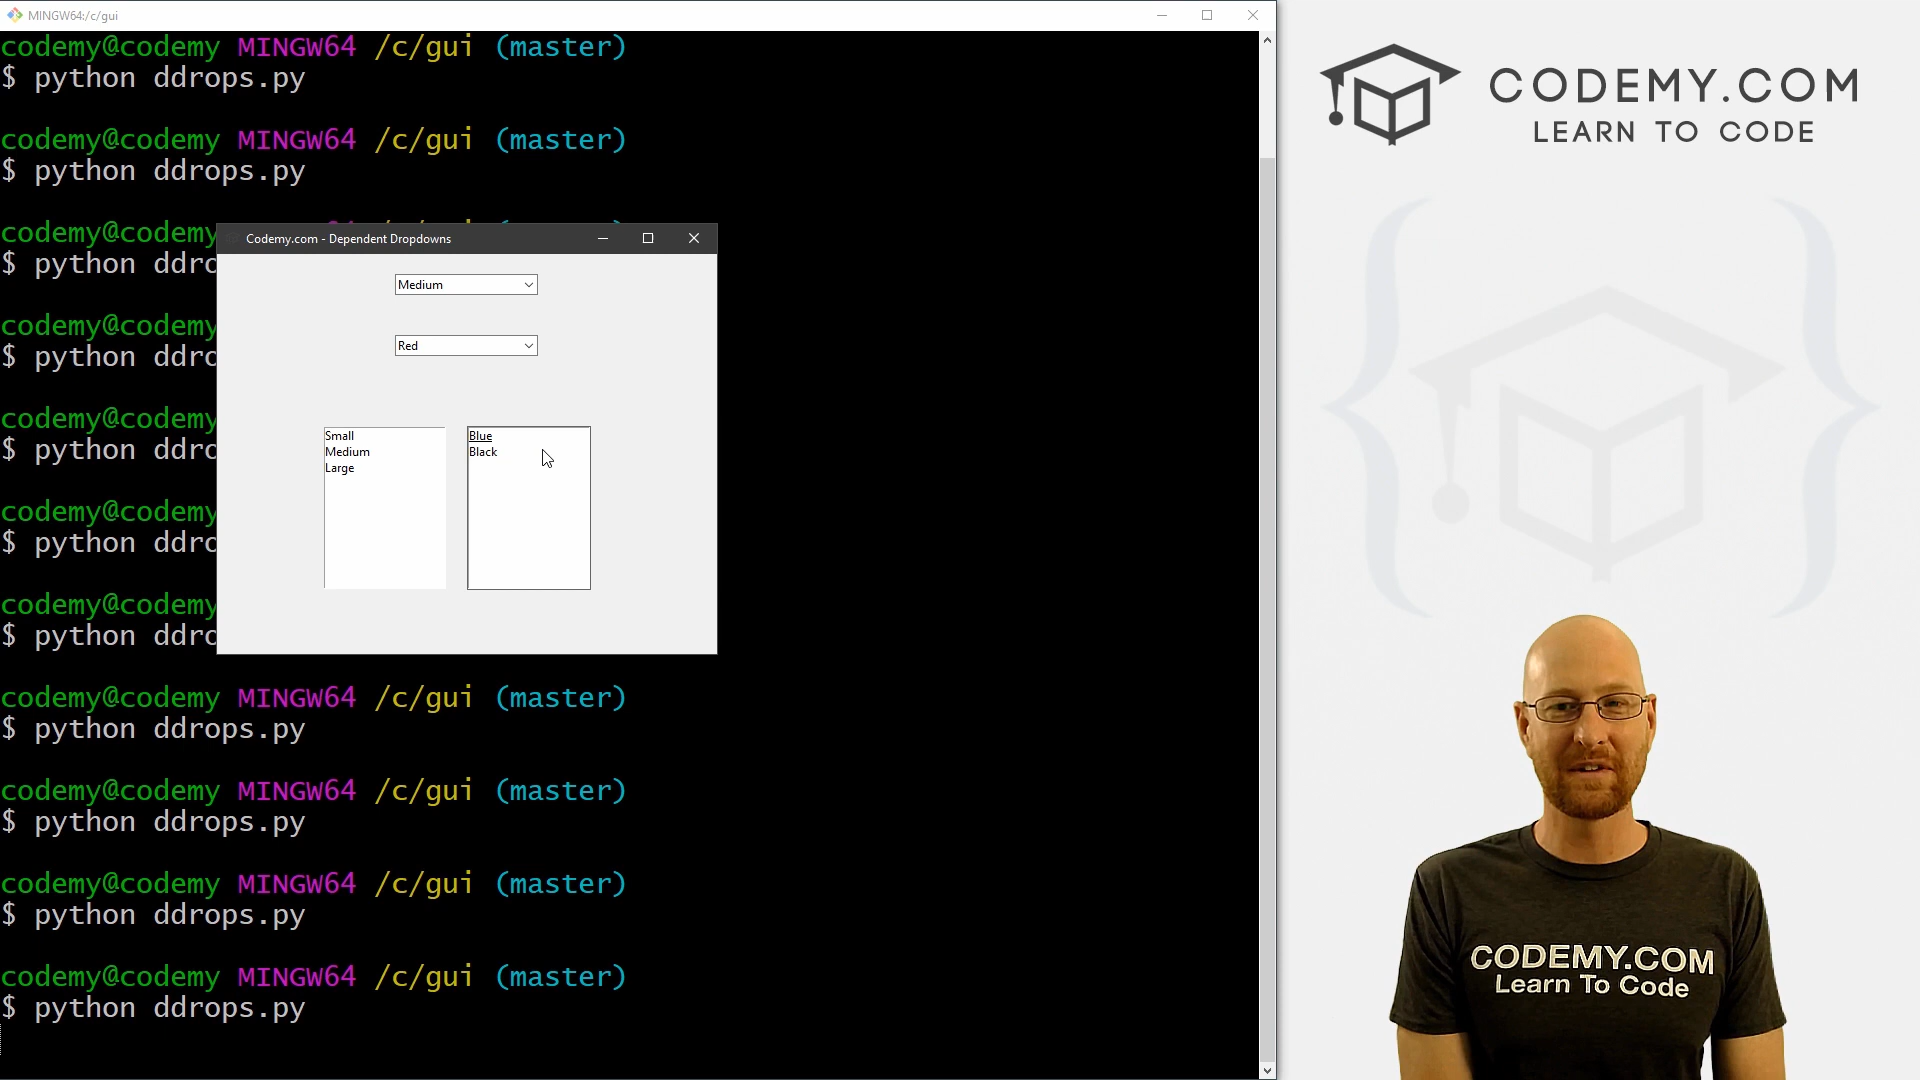 MINGW64:/c/gui
codemy@codemy MINGW64 /c/gui (master)
$ python ddrops.py
codemy@codemy MINGW64 /c/gui (master)
$ python ddrops.py
codemy@codemy
$ python ddro
codemy@codemy
$ python ddro
codemy@codemy
$ python ddro
codemy@codemy
$ python ddro
codemy@codemy
$ python ddro
codemy@codemy MINGW64 /c/gui (master)
$ python ddrops.py
codemy@codemy MINGW64 /c/gui (master)
$ python ddrops.py
codemy@codemy MINGW64 /c/gui (master)
$ python ddrops.py
codemy@codemy MINGW64 /c/gui (master)
$ python ddrops.py
Codemy.com - Dependent Dropdowns
Medium
Red
Small
Medium
Large
Blue
Black
CODEMY.COM
LEARN TO CODE
CODEMY.COM
Learn To Code